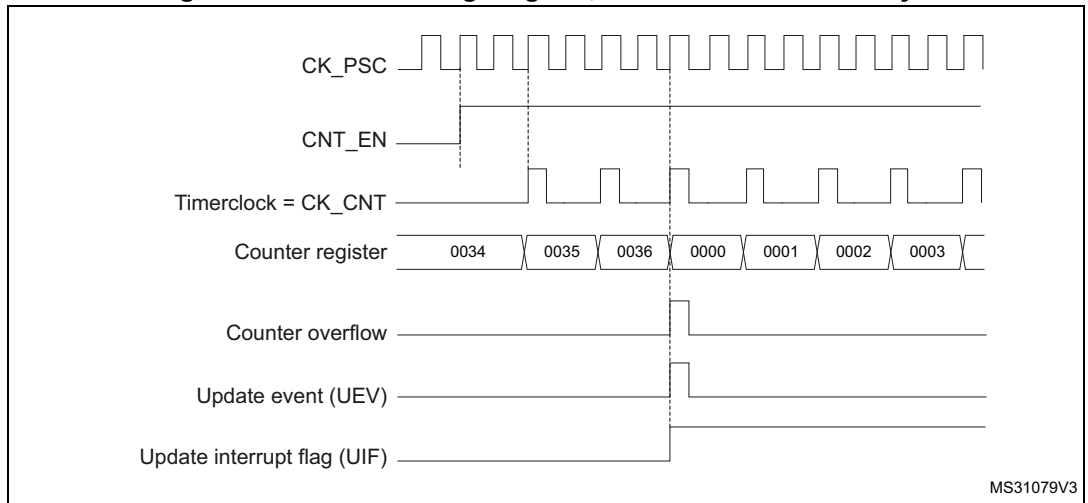 CK_PSC
CNT_EN
Timerclock = CK_CNT
Counter register 0034 0035 0036 0000 0001 0002 0003
Counter overflow
Update event (UEV)
Update interrupt flag (UIF)
MS31079V3